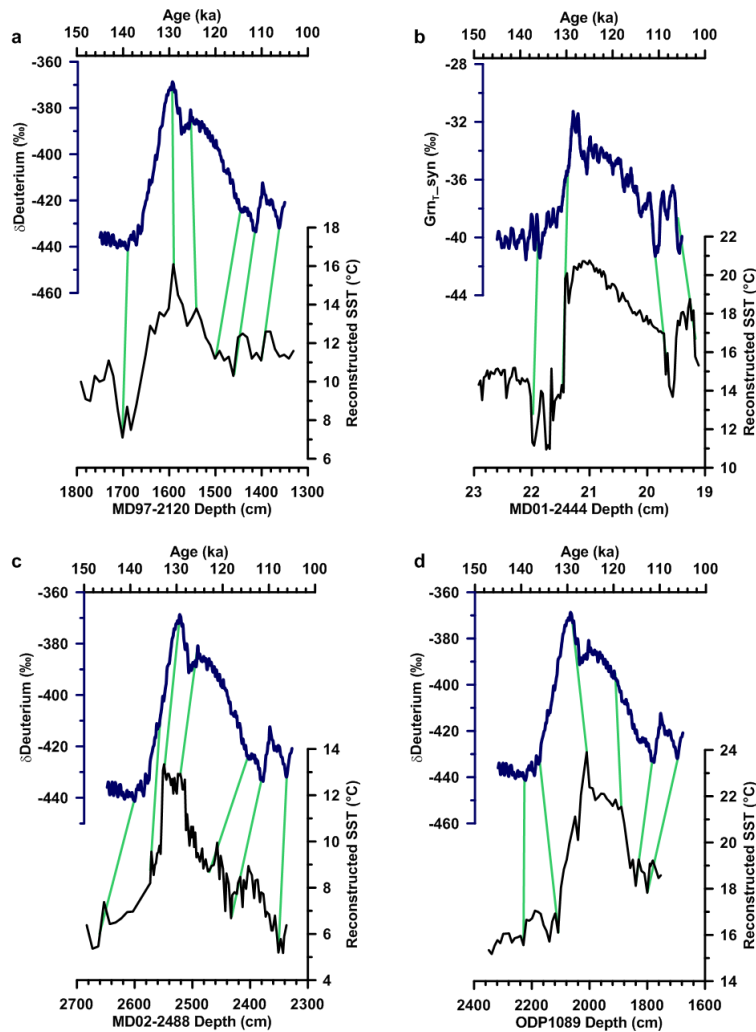 a
Age (ka)
150 140 130 120 110 100
-360
-380
-400
-420
-440
-460
δDeuterium (‰)
18
16
14
12
10
8
6
Reconstructed SST (°C)
1800 1700 1600 1500 1400 1300
MD97-2120 Depth (cm)
b
Age (ka)
150 140 130 120 110 100
-28
-32
-36
-40
-44
GrnT_syn (‰)
22
20
18
16
14
12
10
Reconstructed SST (°C)
23 22 21 20 19
MD01-2444 Depth (cm)
c
Age (ka)
150 140 130 120 110 100
-360
-380
-400
-420
-440
δDeuterium (‰)
14
12
10
8
6
4
Reconstructed SST (°C)
2700 2600 2500 2400 2300
MD02-2488 Depth (cm)
d
Age (ka)
150 140 130 120 110 100
-360
-380
-400
-420
-440
-460
δDeuterium (‰)
24
22
20
18
16
14
Reconstructed SST (°C)
2400 2200 2000 1800 1600
ODP1089 Depth (cm)